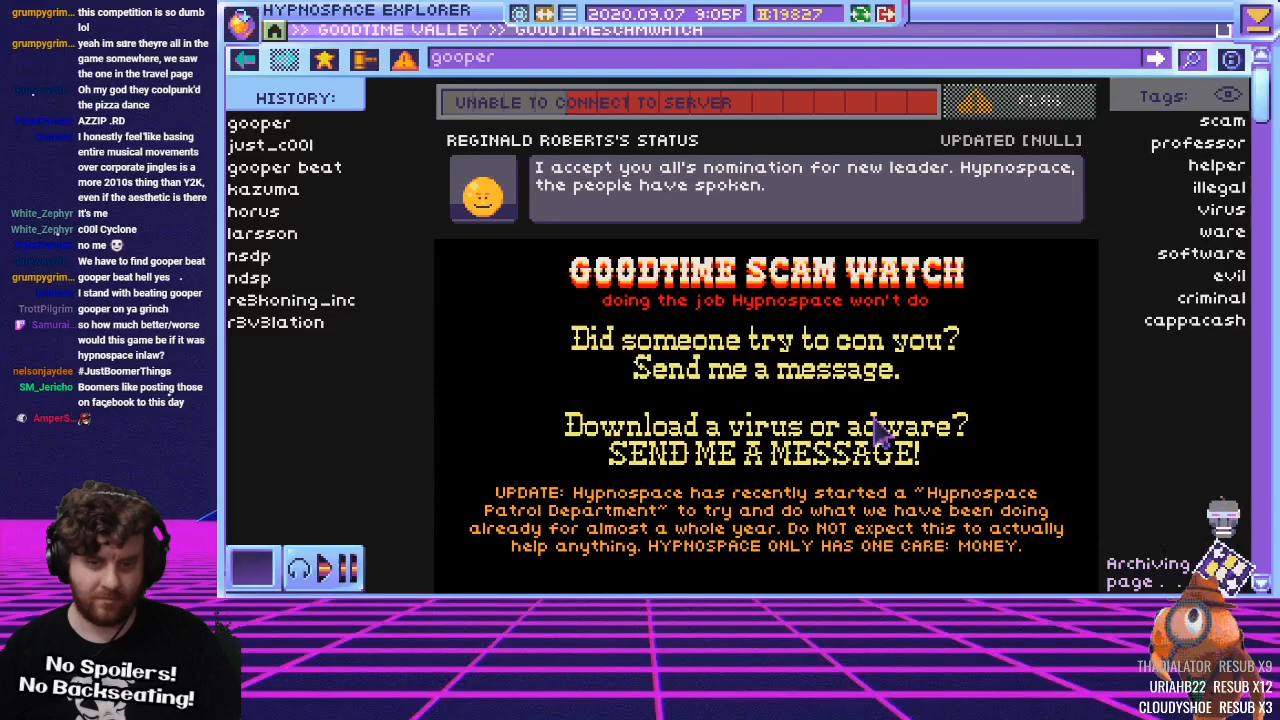 this competition is so dumb
lol
grumpygrim... yeah im sure theyre all in the
game somewhere, we saw
the one in the travel page
Oh my god they coolpunk'd
the pizza dance
AZZIP .RD
I honestly feel like basing
entire musical movements
over corporate jingles is a
more 2010s thing than Y2K,
even if the aesthetic is there
White_Zephyr It's me
White_Zephyr c00l Cyclone
no me
We have to find gooper beat
grumpygrim... gooper beat hell yes
I stand with beating gooper
TrottPilgrim gooper on ya grinch
Samurai... so how much better/worse
would this game be if it was
hypnospace inlaw?
nelsonjaydee #JustBoomerThings
SM_Jericho Boomers like posting those
on facebook to this day
AmperS...
No Spoilers!
No Backseating!
HYPNOSPACE EXPLORER
2020.09.07 9:05P
19827
>> GOODTIME VALLEY >> GOODTIMESCAMWATCH
gooper
HISTORY:
gooper
just_c00l
gooper beat
kazuma
horus
larsson
nsdp
ndsp
re3koning_inc
r3v3lation
UNABLE TO CONNECT TO SERVER
REGINALD ROBERTS'S STATUS
UPDATED [NULL]
I accept you all's nomination for new leader. Hypnospace,
the people have spoken.
GOODTIME SCAM WATCH
doing the job Hypnospace won't do
Did someone try to con you?
Send me a message.
Download a virus or adware?
SEND ME A MESSAGE!
UPDATE: Hypnospace has recently started a "Hypnospace
Patrol Department" to try and do what we have been doing
already for almost a whole year. Do NOT expect this to actually
help anything. HYPNOSPACE ONLY HAS ONE CARE: MONEY.
Tags:
scam
professor
helper
illegal
virus
ware
software
evil
criminal
cappacash
Archiving
page . . .
THADIALATOR RESUB X9
URIAHB22 RESUB X12
CLOUDYSHOE RESUB X3